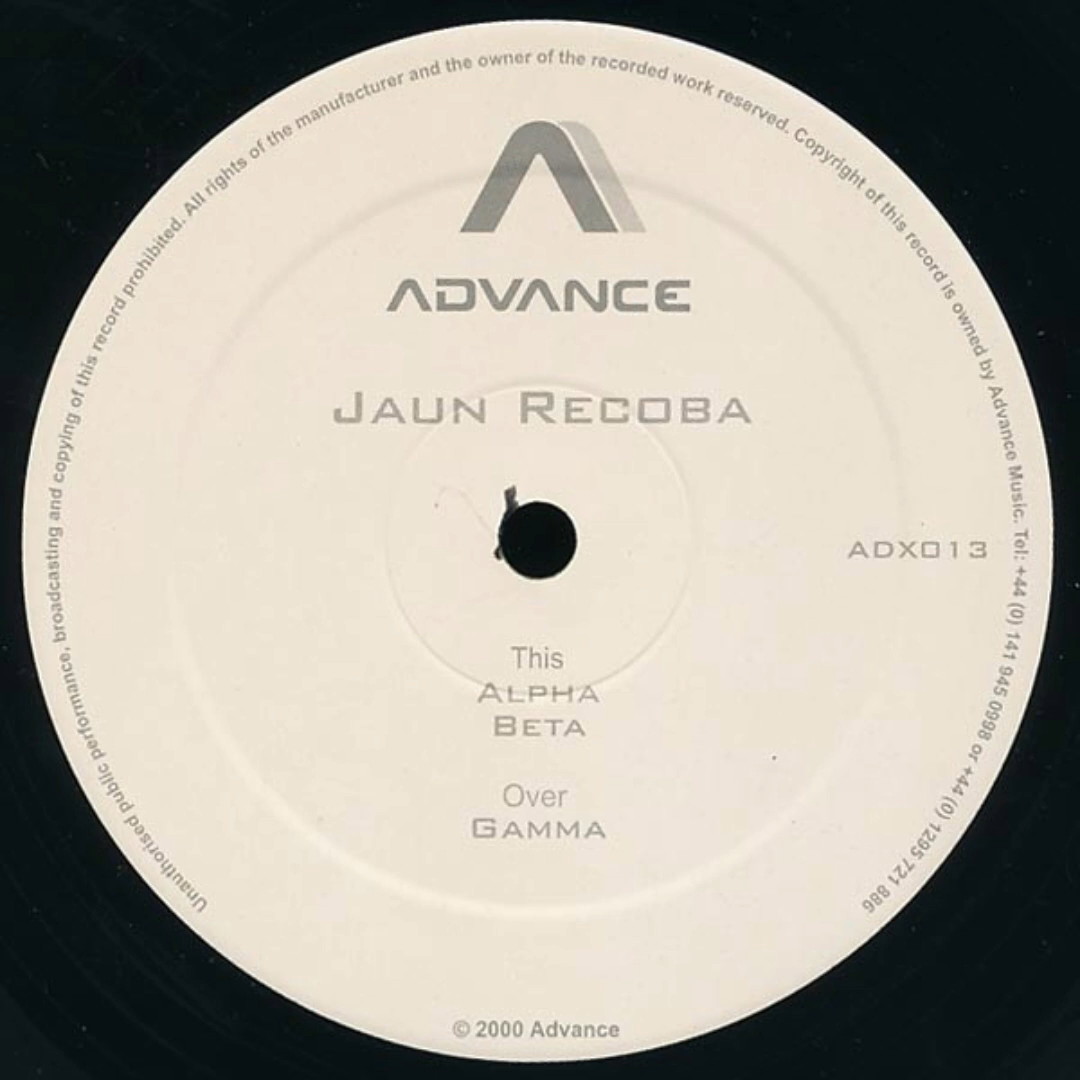 Unauthorised public performance, broadcasting and copying of this record prohibited. All rights of the manufacturer and the owner of the recorded work reserved. Copyright of this record is owned by Advance Music. Tel: +44 (0) 141 945 0998 or +44 (0) 1295 721 886
ADVANCE
JAUN RECOBA
ADX013
This
ALPHA
BETA
Over
GAMMA
© 2000 Advance